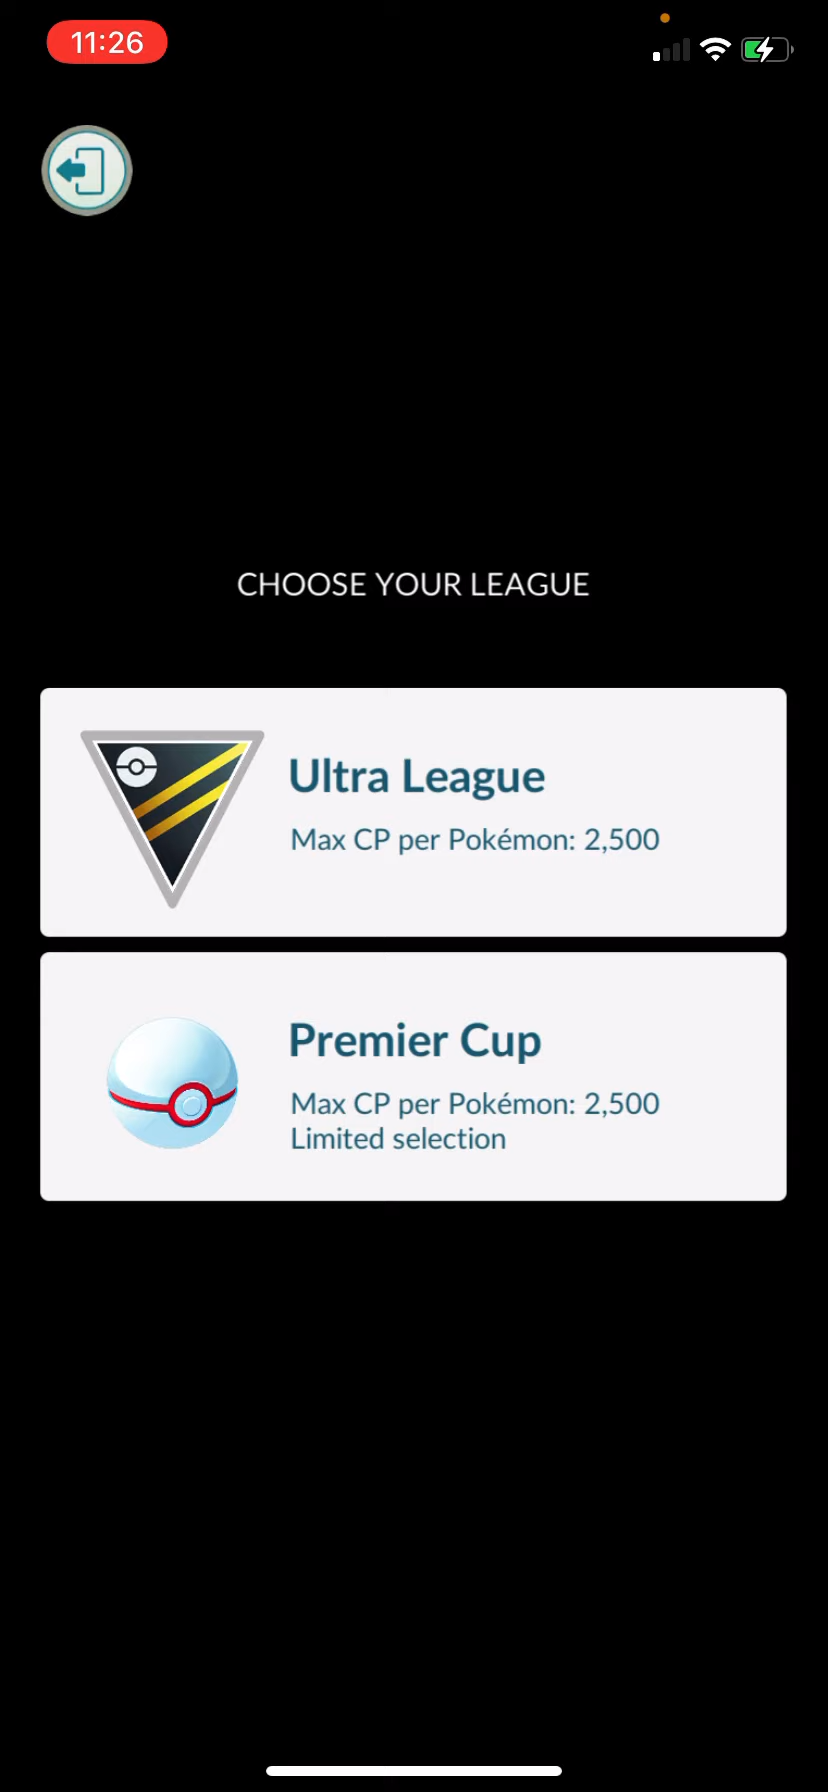 11:26
CHOOSE YOUR LEAGUE
Ultra League
Max CP per Pokémon: 2,500
Premier Cup
Max CP per Pokémon: 2,500
Limited selection